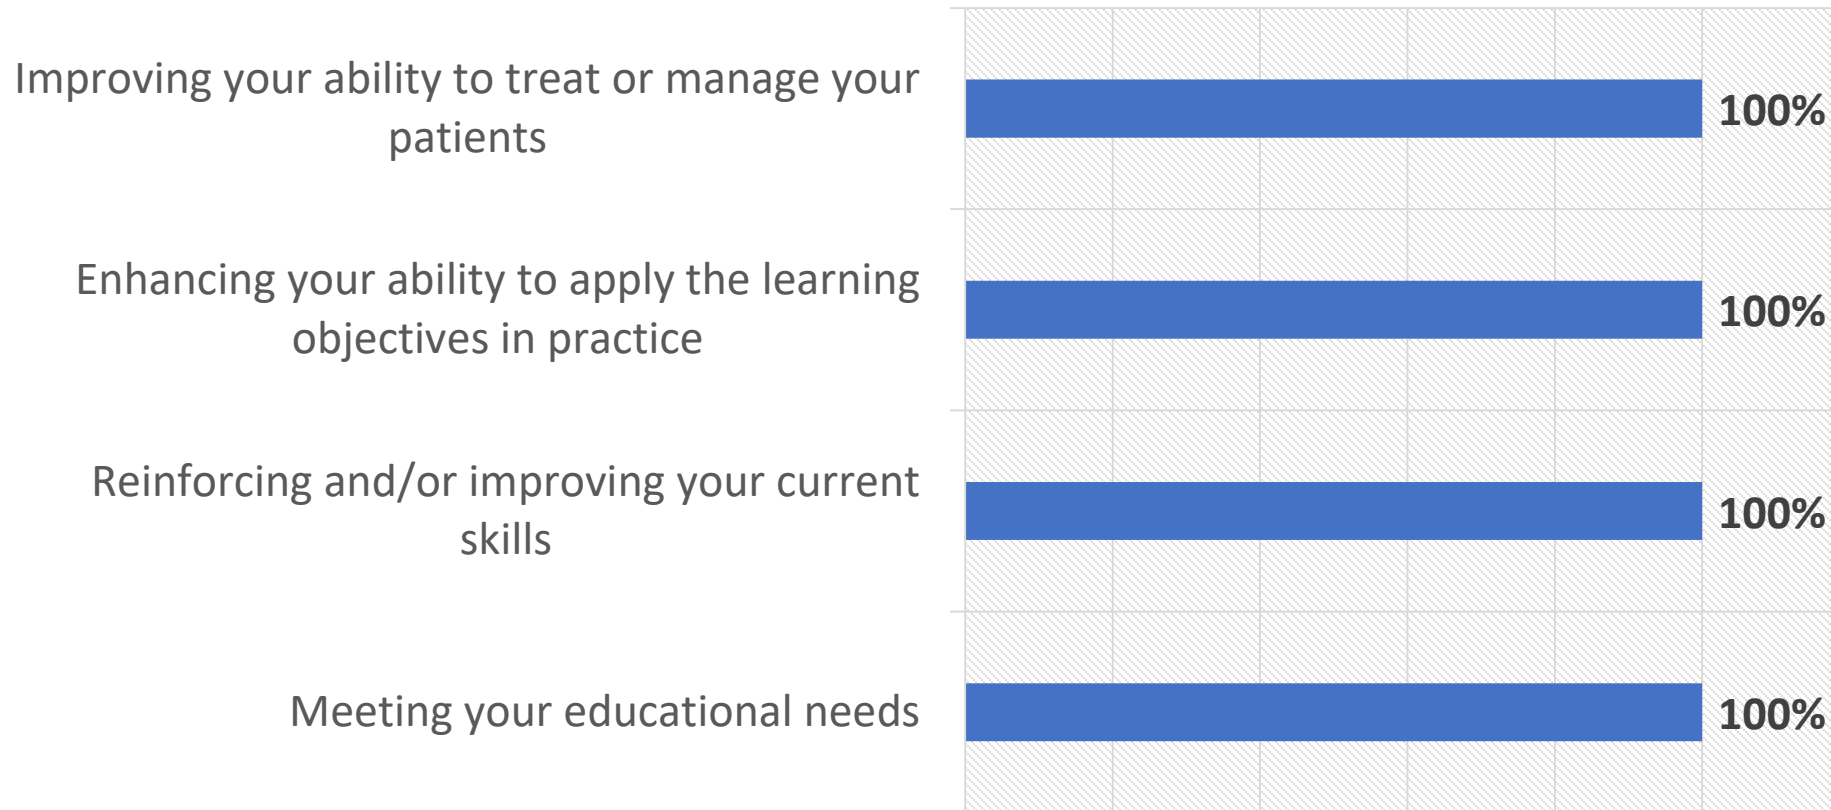 Improving your ability to treat or manage your
patients
100%
Enhancing your ability to apply the learning
objectives in practice
100%
Reinforcing and/or improving your current
skills
100%
Meeting your educational needs
100%